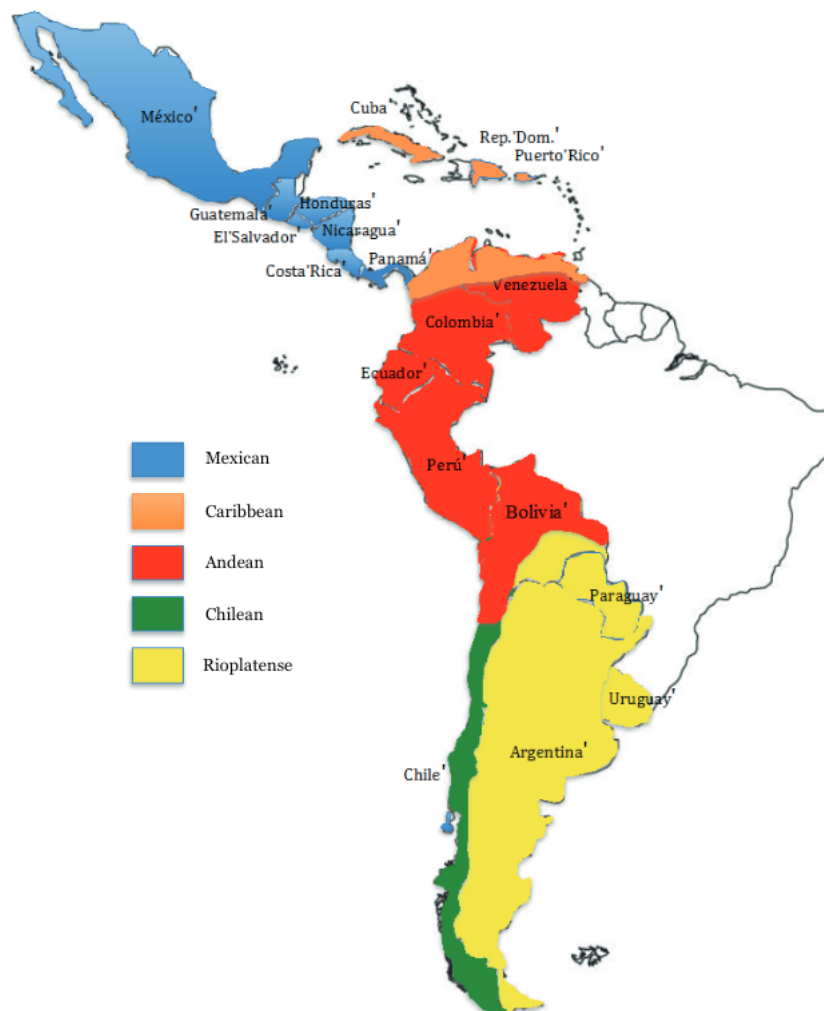 México'
Cuba'
Rep.'Dom.'
Puerto'Rico'
Guatemala'
Honduras'
El'Salvador'
Nicaragua'
Costa'Rica'
Panamá'
Venezuela'
Colombia'
Ecuador'
Perú'
Bolivia'
Paraguay'
Uruguay'
Argentina'
Chile'
Mexican
Caribbean
Andean
Chilean
Rioplatense